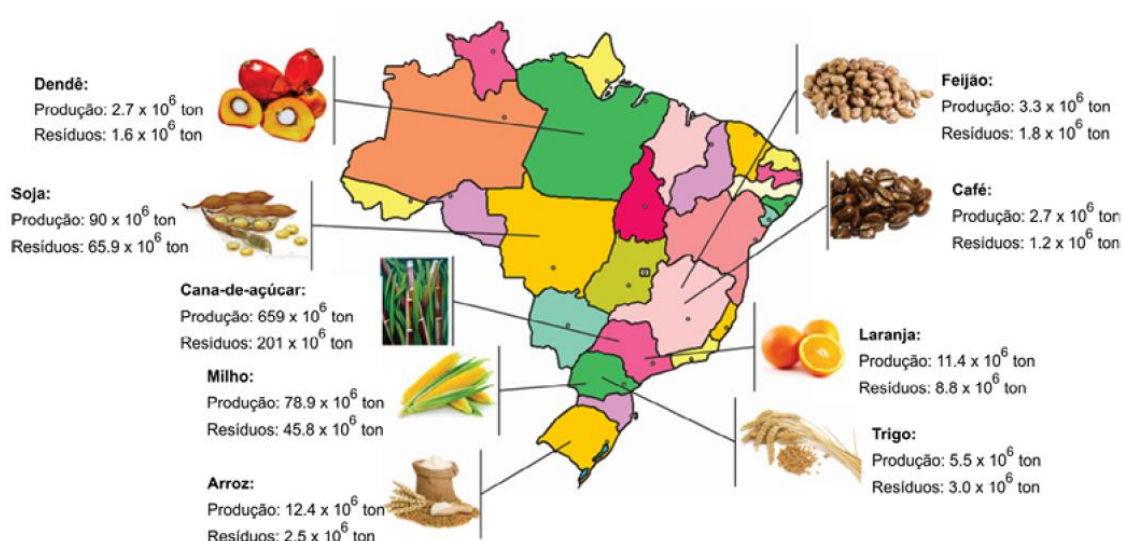 Dendê:
Produção: 2.7 x 10⁶ ton
Resíduos: 1.6 x 10⁶ ton
Soja:
Produção: 90 x 10⁶ ton
Resíduos: 65.9 x 10⁶ ton
Cana-de-açúcar:
Produção: 659 x 10⁶ ton
Resíduos: 201 x 10⁶ ton
Milho:
Produção: 78.9 x 10⁶ ton
Resíduos: 45.8 x 10⁶ ton
Arroz:
Produção: 12.4 x 10⁶ ton
Resíduos: 2.5 x 10⁶ ton
Feijão:
Produção: 3.3 x 10⁶ ton
Resíduos: 1.8 x 10⁶ ton
Café:
Produção: 2.7 x 10⁶ ton
Resíduos: 1.2 x 10⁶ ton
Laranja:
Produção: 11.4 x 10⁶ ton
Resíduos: 8.8 x 10⁶ ton
Trigo:
Produção: 5.5 x 10⁶ ton
Resíduos: 3.0 x 10⁶ ton